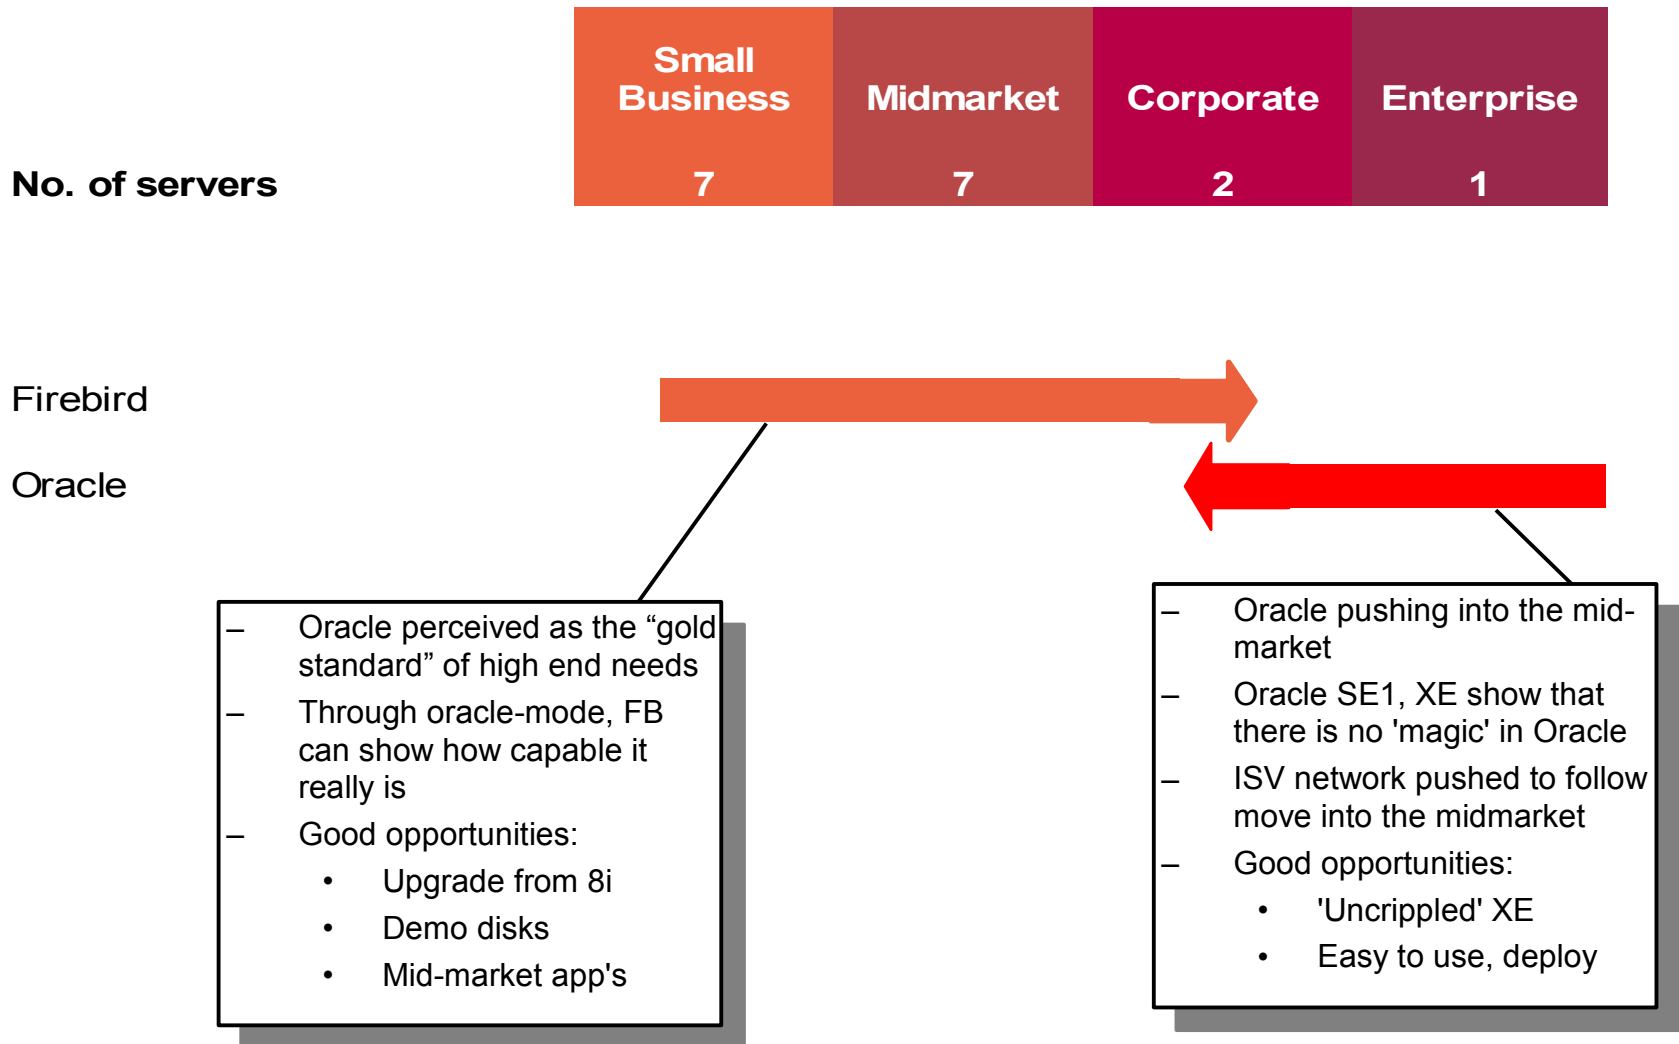 Small
Business
Midmarket
Corporate
Enterprise
No. of servers
7
7
2
1
Firebird
Oracle
– Oracle perceived as the “gold
standard” of high end needs
– Through oracle-mode, FB
can show how capable it
really is
– Good opportunities:
• Upgrade from 8i
• Demo disks
• Mid-market app's
– Oracle pushing into the mid-
market
– Oracle SE1, XE show that
there is no 'magic' in Oracle
– ISV network pushed to follow
move into the midmarket
– Good opportunities:
• 'Uncrippled' XE
• Easy to use, deploy